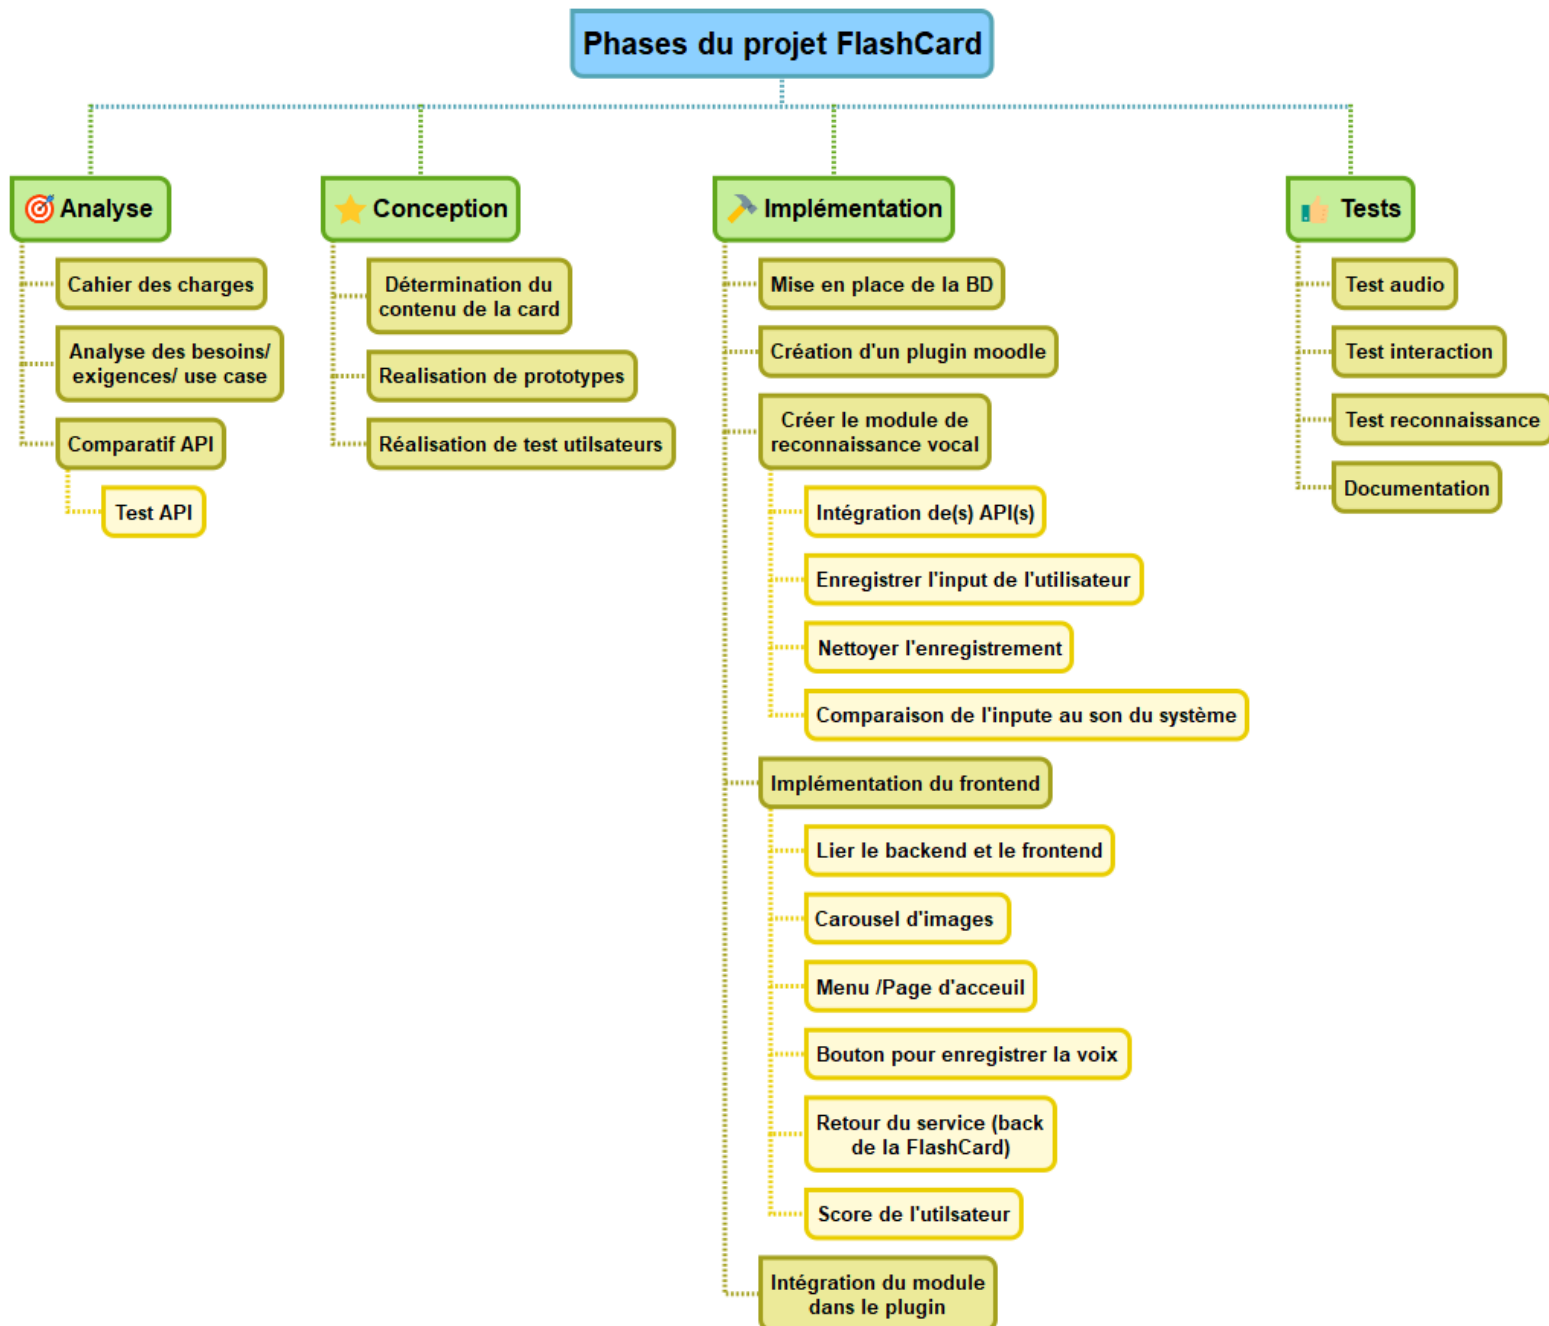 Phases du projet FlashCard
Analyse
Cahier des charges
Analyse des besoins/
exigences/ use case
Comparatif API
Test API
Conception
Détermination du
contenu de la card
Realisation de prototypes
Réalisation de test utilsateurs
Implémentation
Mise en place de la BD
Création d'un plugin moodle
Créer le module de
reconnaissance vocal
Intégration de(s) API(s)
Enregistrer l'input de l'utilisateur
Nettoyer l'enregistrement
Comparaison de l'inpute au son du système
Implémentation du frontend
Lier le backend et le frontend
Carousel d'images
Menu /Page d'acceuil
Bouton pour enregistrer la voix
Retour du service (back
de la FlashCard)
Score de l'utilsateur
Intégration du module
dans le plugin
Tests
Test audio
Test interaction
Test reconnaissance
Documentation